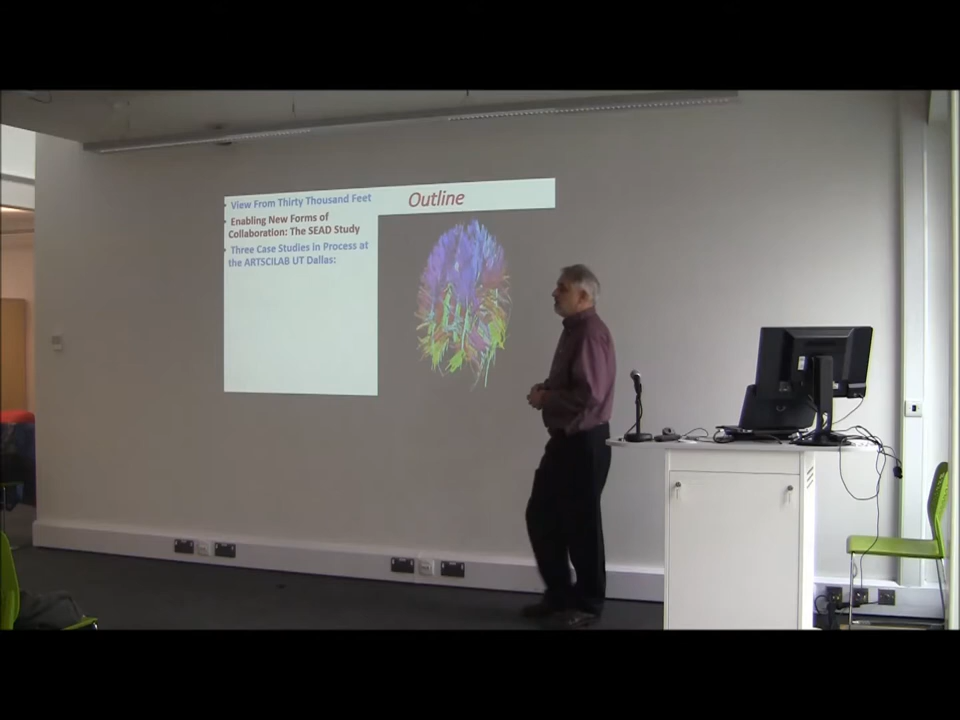 Outline
• View From Thirty Thousand Feet
• Enabling New Forms of
Collaboration: The SEAD Study
• Three Case Studies in Process at
the ARTSCILAB UT Dallas: